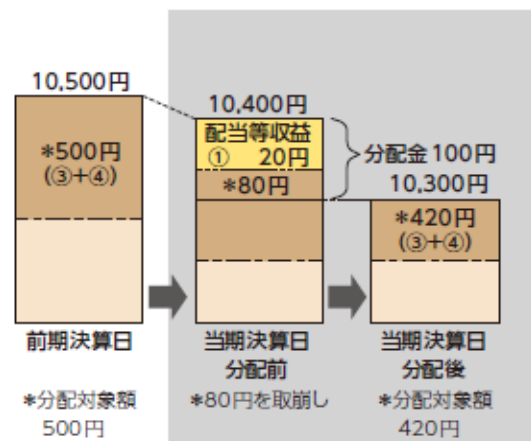 10,500円
*500円
(③+④)
前期決算日
*分配対象額
500円
10,400円
配当等収益
① 20円
*80円
分配金100円
当期決算日
分配前
*80円を取崩し
10,300円
*420円
(③+④)
当期決算日
分配後
*分配対象額
420円